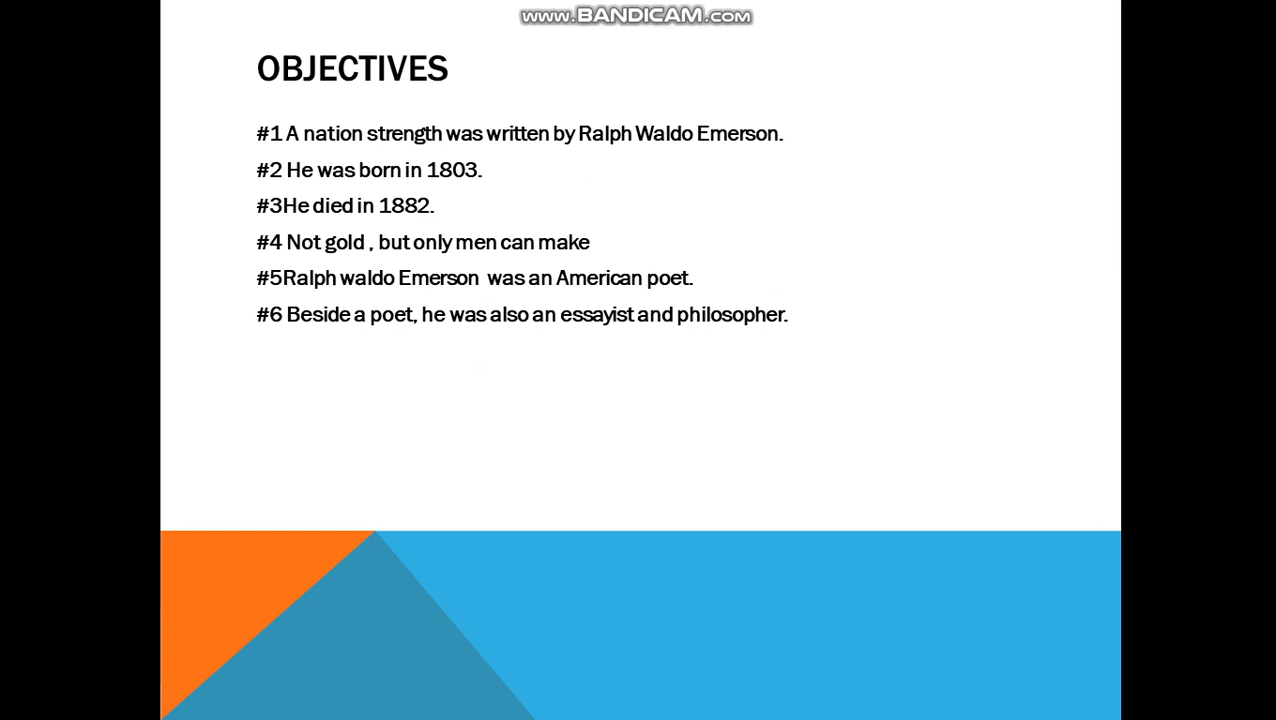 www.BANDICAM.com
OBJECTIVES
#1 A nation strength was written by Ralph Waldo Emerson.
#2 He was born in 1803.
#3He died in 1882.
#4 Not gold , but only men can make
#5Ralph waldo Emerson  was an American poet.
#6 Beside a poet, he was also an essayist and philosopher.